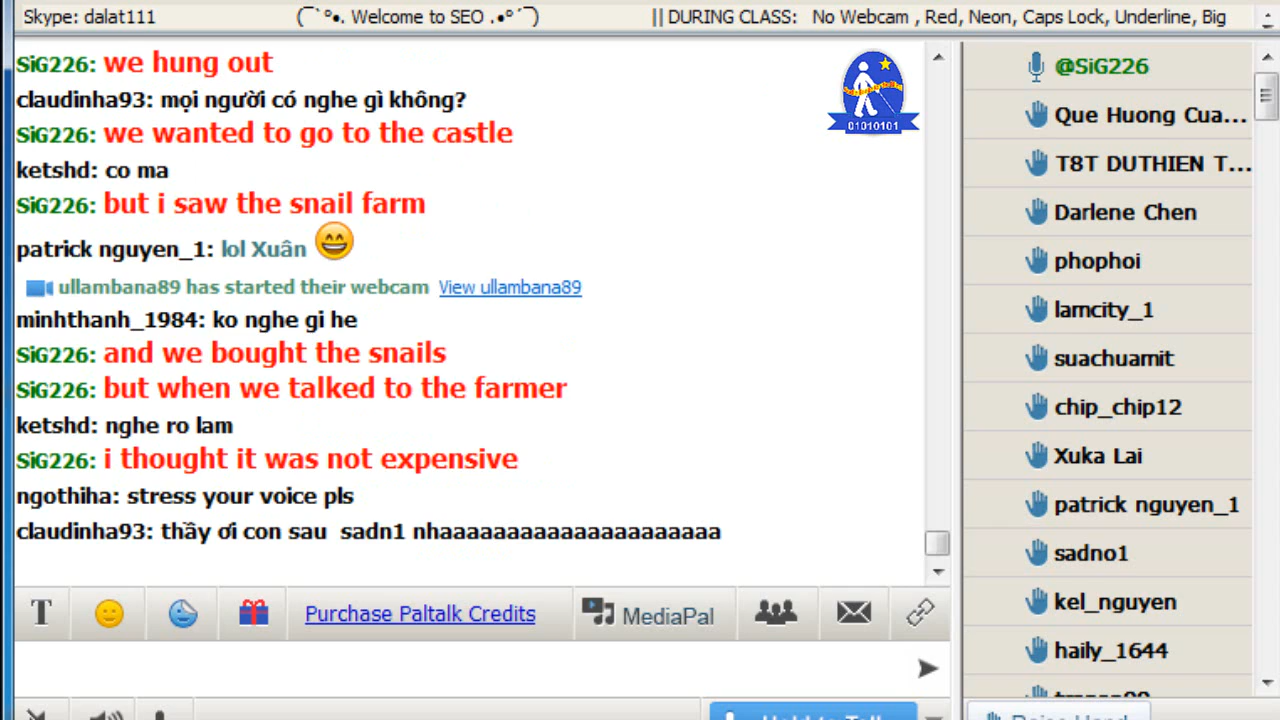 Skype: dalat111 (¯`°•. Welcome to SEO .•°´¯) || DURING CLASS: No Webcam , Red, Neon, Caps Lock, Underline, Big
SiG226: we hung out
claudinha93: mọi người có nghe gì không?
SiG226: we wanted to go to the castle
ketshd: co ma
SiG226: but i saw the snail farm
patrick nguyen_1: lol Xuân
ullambana89 has started their webcam View ullambana89
minhthanh_1984: ko nghe gi he
SiG226: and we bought the snails
SiG226: but when we talked to the farmer
ketshd: nghe ro lam
SiG226: i thought it was not expensive
ngothiha: stress your voice pls
claudinha93: thầy ơi con sau sadn1 nhaaaaaaaaaaaaaaaaaaaaa
01010101
@SiG226
Que Huong Cua...
T8T DUTHIEN T...
Darlene Chen
phophoi
lamcity_1
suachuamit
chip_chip12
Xuka Lai
patrick nguyen_1
sadno1
kel_nguyen
haily_1644
T
Purchase Paltalk Credits
MediaPal
Hold to Talk
Raise Hand